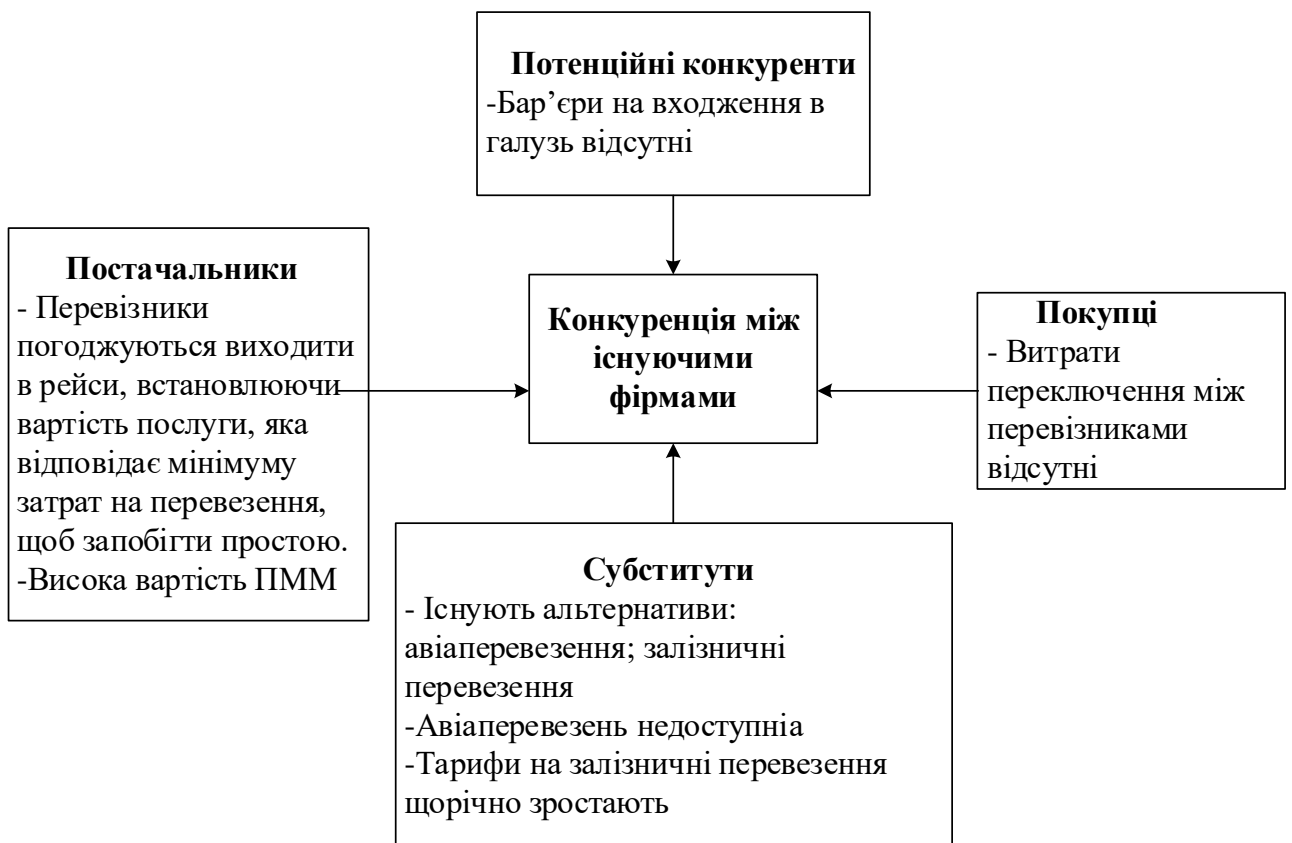 Потенційні конкуренти
-Бар’єри на входження в
галузь відсутні
Постачальники
- Перевізники
погоджуються виходити
в рейси, встановлюючи
вартість послуги, яка
відповідає мінімуму
затрат на перевезення,
щоб запобігти простою.
-Висока вартість ПММ
Конкуренція між
існуючими
фірмами
Покупці
- Витрати
переключення між
перевізниками
відсутні
Субститути
- Існують альтернативи:
авіаперевезення; залізничні
перевезення
-Авіаперевезень недоступніа
-Тарифи на залізничні перевезення
щорічно зростають